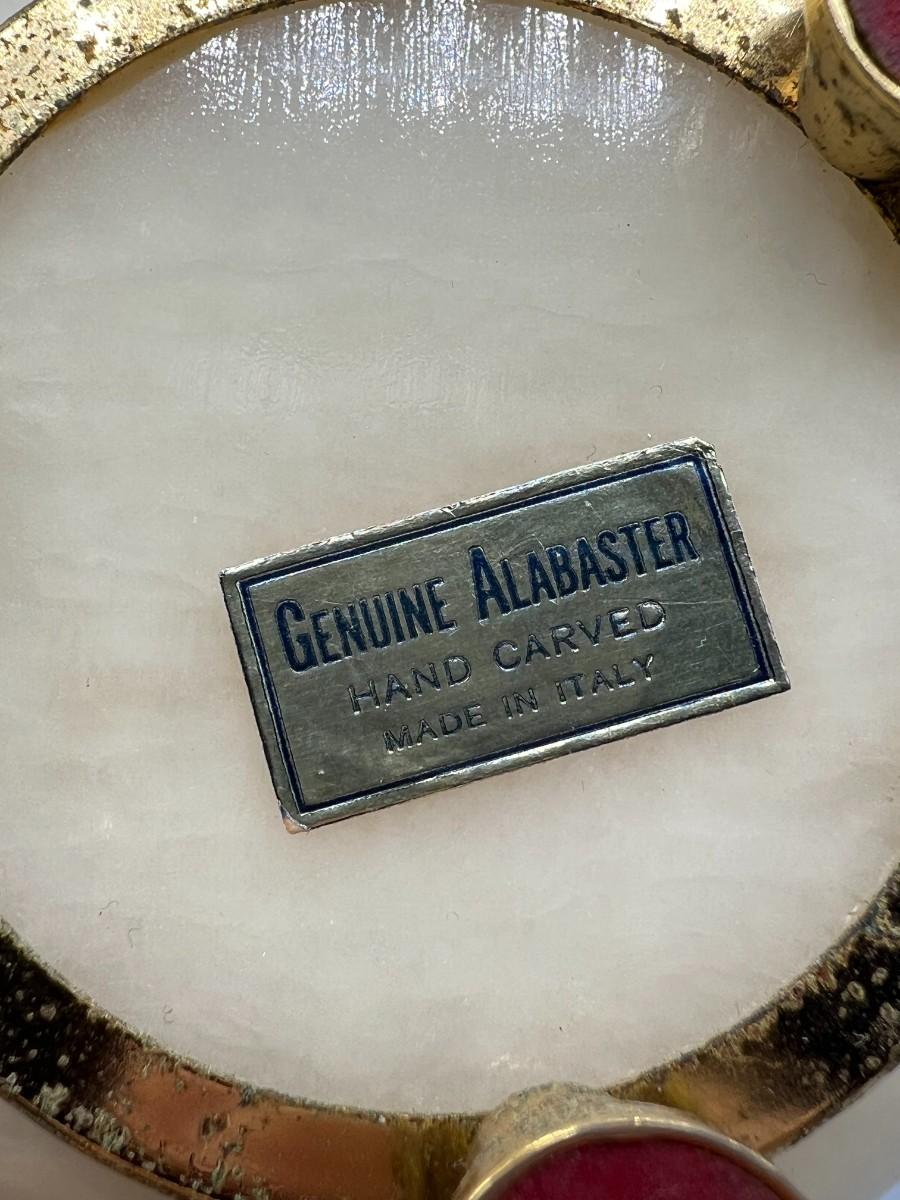 GENUINE ALABASTER
HAND CARVED
MADE IN ITALY